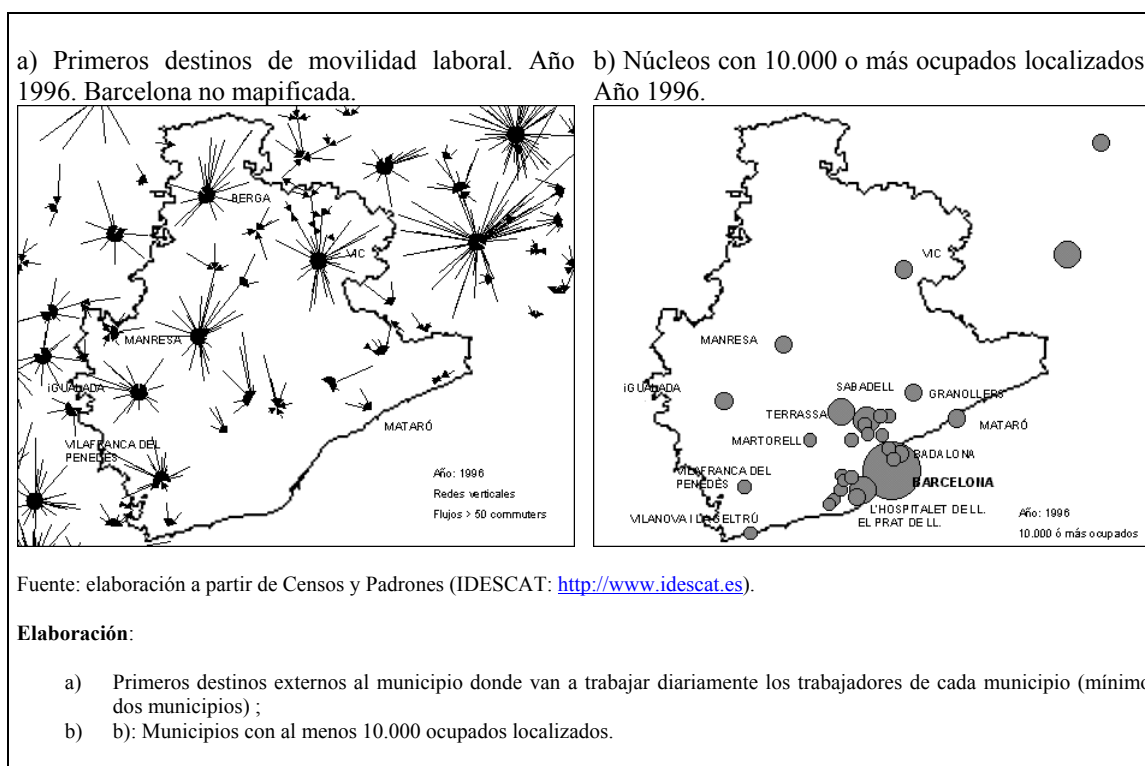 a) Primeros destinos de movilidad laboral. Año
1996. Barcelona no mapificada.
b) Núcleos con 10.000 o más ocupados localizados
Año 1996.
BERGA
VIC
MANRESA
iGUALADA
MATARÓ
VILAFRANCA DEL
PENEDÈS
Año: 1996
Redes verticales
Flujos > 50 commuters
VIC
MANRESA
iGUALADA
SABADELL
GRANOLLERS
TERRASSA
MATARÓ
MARTORELL
BADALONA
VILAFRANCA DEL
PENEDÈS
BARCELONA
VILANOVA I LA GELTRÚ
L'HOSPITALET DE LL.
EL PRAT DE LL.
Año: 1996
10.000 ó más ocupados
Fuente: elaboración a partir de Censos y Padrones (IDESCAT: http://www.idescat.es).
Elaboración:
a) Primeros destinos externos al municipio donde van a trabajar diariamente los trabajadores de cada municipio (mínimo
dos municipios) ;
b) b): Municipios con al menos 10.000 ocupados localizados.